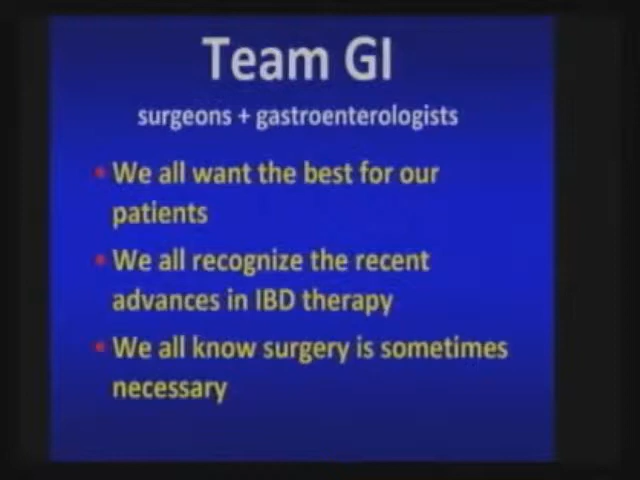 Team GI
surgeons + gastroenterologists
• We all want the best for our
patients
• We all recognize the recent
advances in IBD therapy
• We all know surgery is sometimes
necessary